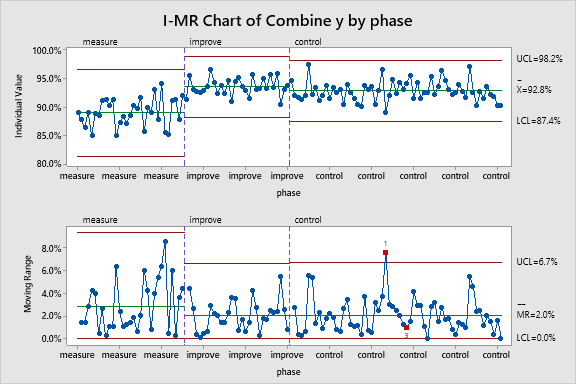 I-MR Chart of Combine y by phase
measure improve control
100.0%
95.0%
90.0%
85.0%
80.0%
Individual Value
UCL=98.2%
_
X=92.8%
LCL=87.4%
measure measure measure improve improve control control control control control
phase
measure improve control
8.0%
6.0%
4.0%
2.0%
0.0%
Moving Range
1
3
UCL=6.7%
__
MR=2.0%
LCL=0.0%
measure measure measure improve improve control control control control control
phase